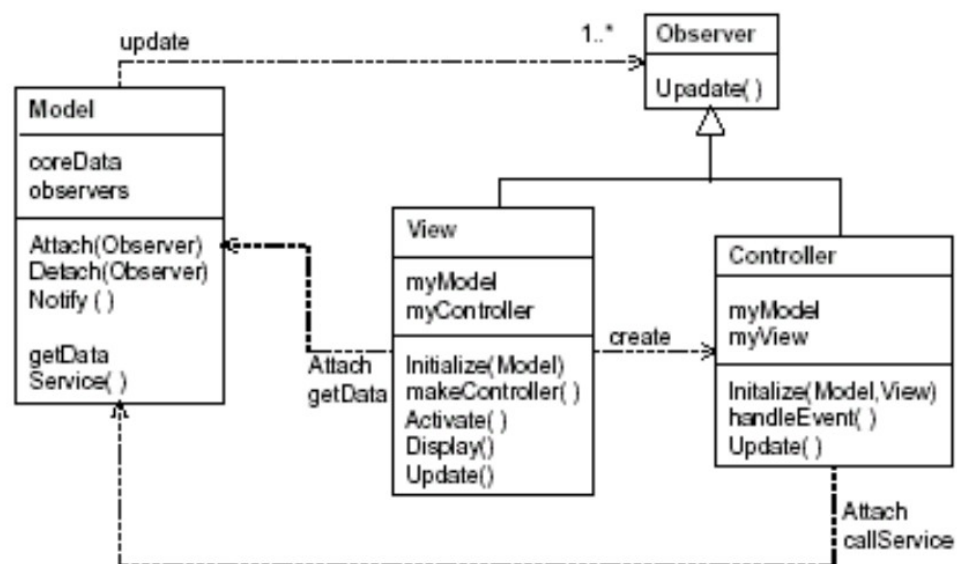 update
1..*
Observer
Upadate( )
Model
coreData
observers
Attach(Observer)
Detach(Observer)
Notify ( )
getData
Service( )
View
myModel
myController
Initialize(Model)
makeController( )
Activate( )
Display()
Update()
Attach
getData
create
Controller
myModel
myView
Initalize(Model,View)
handleEvent( )
Update( )
Attach
callService